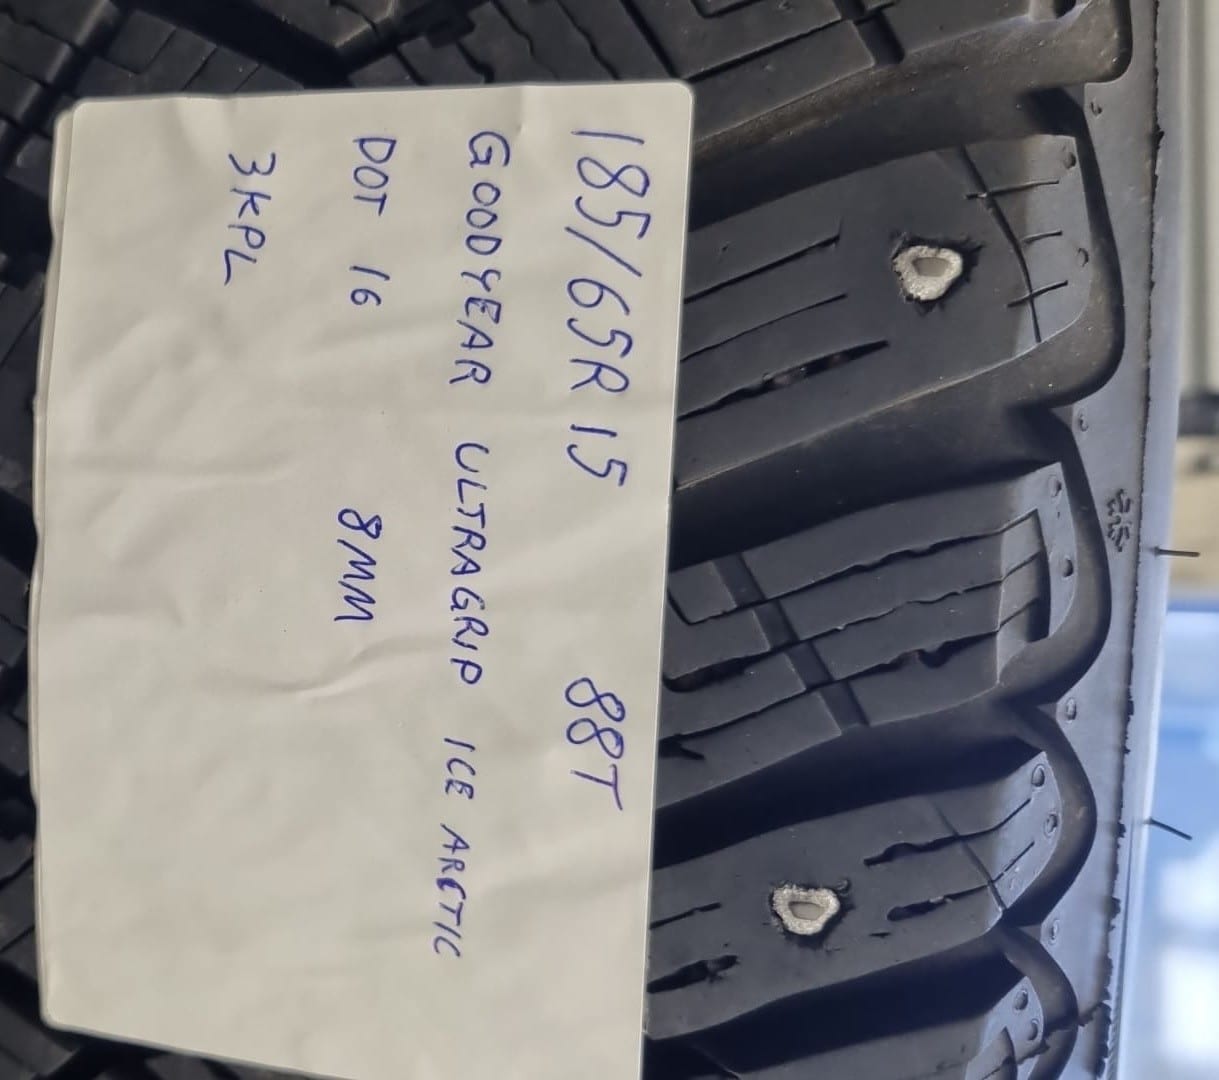 185/65R15 88T
GOODYEAR ULTRAGRIP ICE ARCTIC
DOT 16 8MM
3KPL